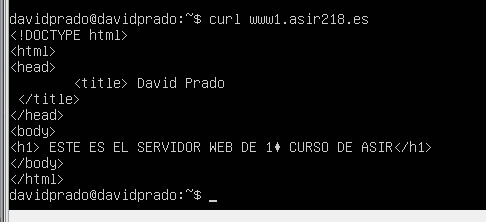 davidprado@davidprado:~$ curl www1.asir218.es
<!DOCTYPE html>
<html>
<head>
        <title> David Prado
 </title>
</head>
<body>
<h1> ESTE ES EL SERVIDOR WEB DE 1♦ CURSO DE ASIR</h1>
</body>
</html>
davidprado@davidprado:~$ _